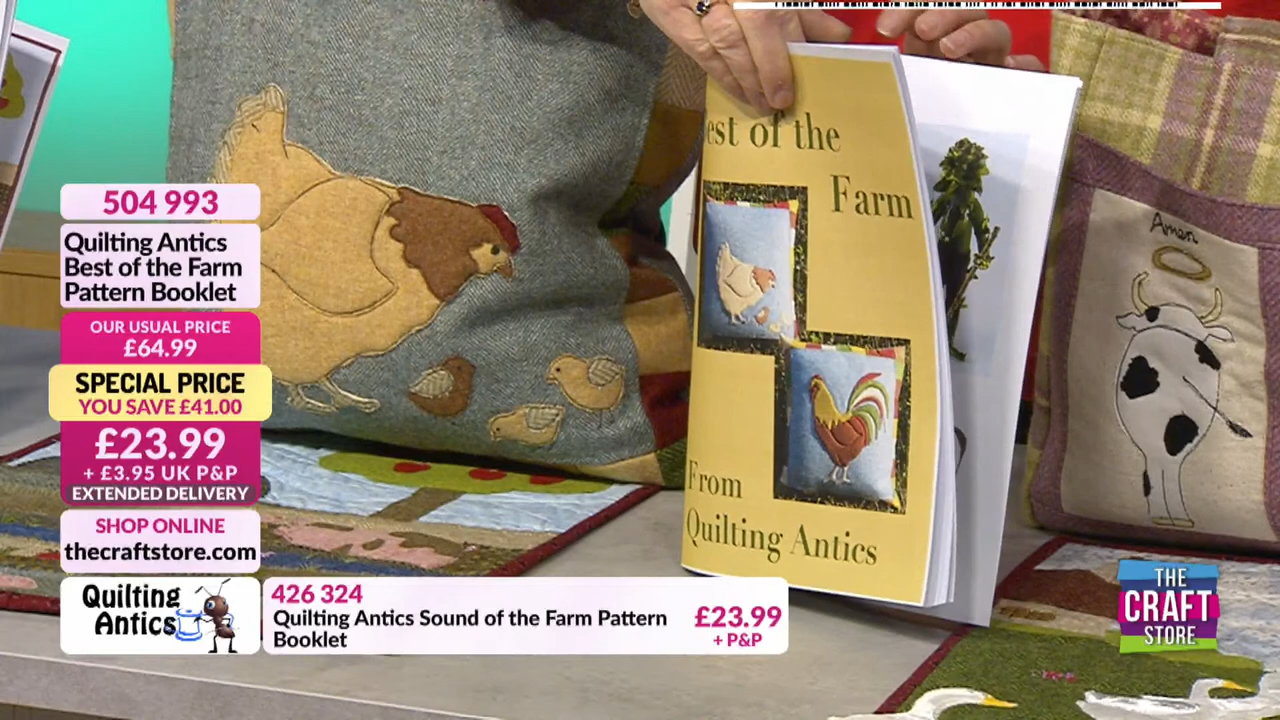 504 993
Quilting Antics
Best of the Farm
Pattern Booklet
OUR USUAL PRICE
£64.99
SPECIAL PRICE
YOU SAVE £41.00
£23.99
+ £3.95 UK P&P
EXTENDED DELIVERY
SHOP ONLINE
thecraftstore.com
Quilting
Antics
426 324
Quilting Antics Sound of the Farm Pattern
Booklet
£23.99
+ P&P
est of the
Farm
From
Quilting Antics
Amen
THE
CRAFT
STORE